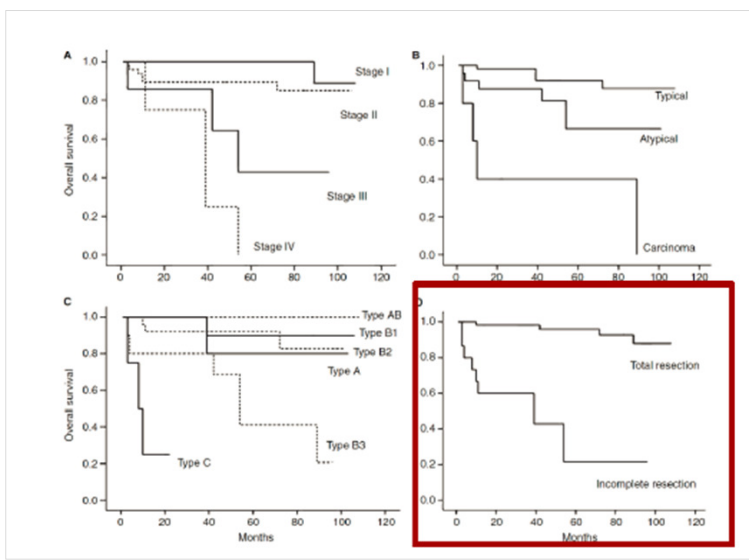 A
1.0
0.8
0.6
0.4
0.2
0.0
Overall survival
Stage I
Stage II
Stage III
Stage IV
0 20 40 60 80 100 120
B
1.0
0.8
0.6
0.4
0.2
0.0
Typical
Atypical
Carcinoma
0 20 40 60 80 100 120
C
1.0
0.8
0.6
0.4
0.2
0.0
Overall survival
Type AB
Type B1
Type B2
Type A
Type B3
Type C
0 20 40 60 80 100 120
Months
1.0
0.8
0.6
0.4
0.2
0.0
Total resection
Incomplete resection
0 20 40 60 80 100 120
Months